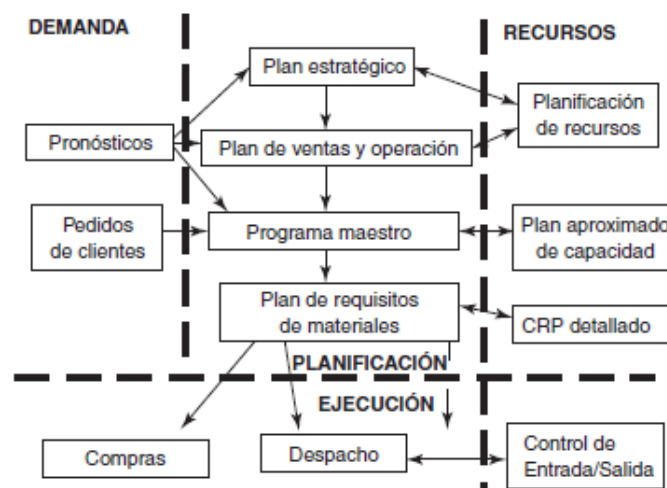 DEMANDA
RECURSOS
Plan estratégico
Planificación
de recursos
Pronósticos
Plan de ventas y operación
Pedidos
de clientes
Programa maestro
Plan aproximado
de capacidad
Plan de requisitos
de materiales
CRP detallado
PLANIFICACIÓN
EJECUCIÓN
Compras
Despacho
Control de
Entrada/Salida